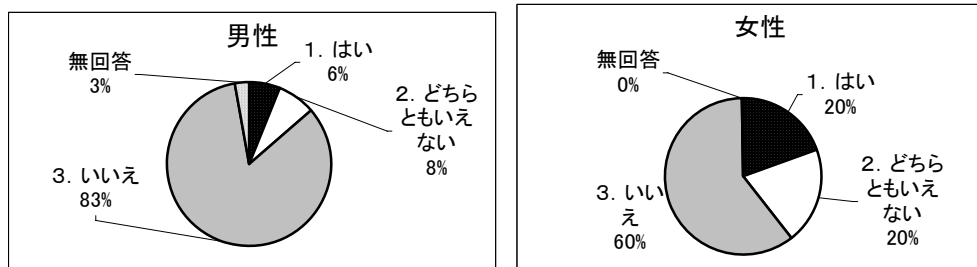 男性
無回答
3%
1．はい
6%
2．どちら
ともいえ
ない
8%
3．いいえ
83%
女性
無回答
0%
1．はい
20%
2．どちら
ともいえ
ない
20%
3．いい
え
60%